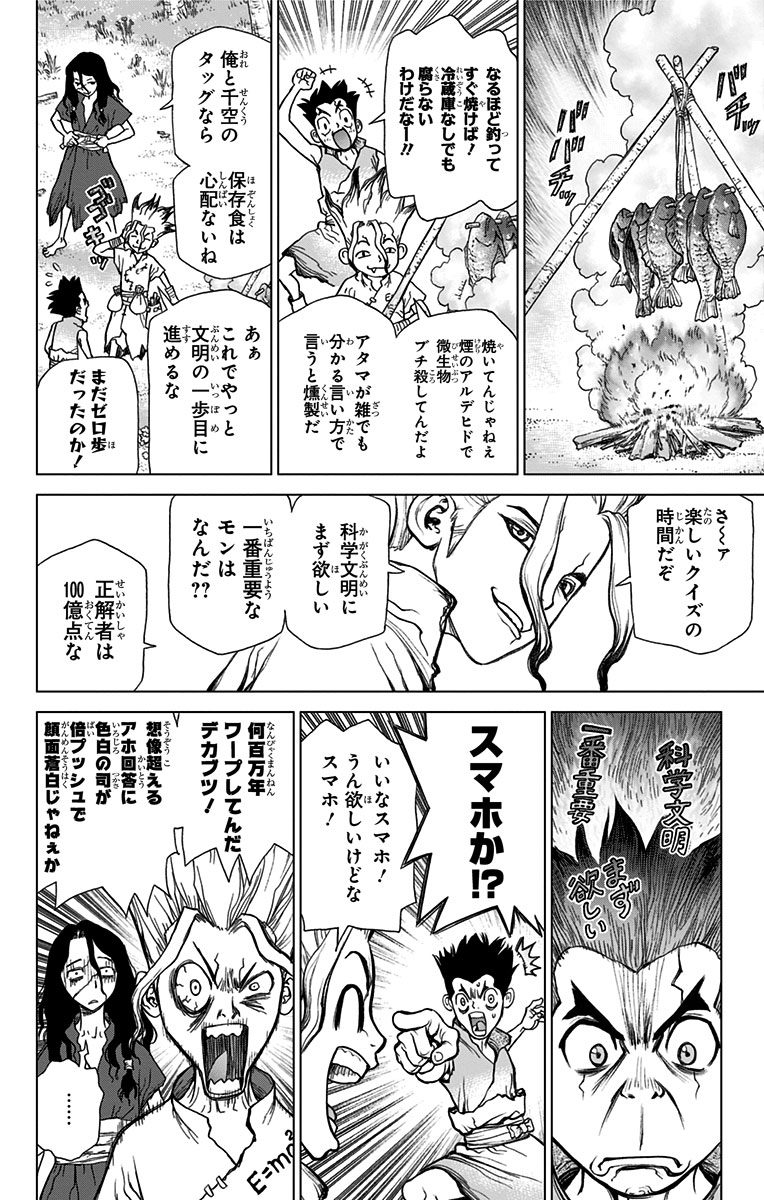 パチッ
パチッ
なるほど釣って
すぐ焼けば！
冷蔵庫なしでも
腐らない
わけだなー！！
焼いてんじゃねえ
煙のアルデヒドで
微生物
ブチ殺してんだよ
アタマが雑でも
分かる言い方で
言うと燻製だ
俺と千空の
タッグなら
保存食は
心配ないね
ゴゴキッ
あぁ
これでやっと
文明の一歩目に
進めるな
まだゼロ歩
だったのか！
さ〜ァ
楽しいクイズの
時間だぞ
科学文明に
まず欲しい
一番重要な
モンは
なんだ？？
正解者は
100億点な
科学文明
一番重要
まず
欲しい
スマホか!?
いいなスマホ！
うん欲しいけどな
スマホ！
何百万年
ワープしてんだ
デカブツ！
想像超える
アホ回答に
色白の司が
倍プッシュで
顔面蒼白じゃねぇか
……
E=mc²